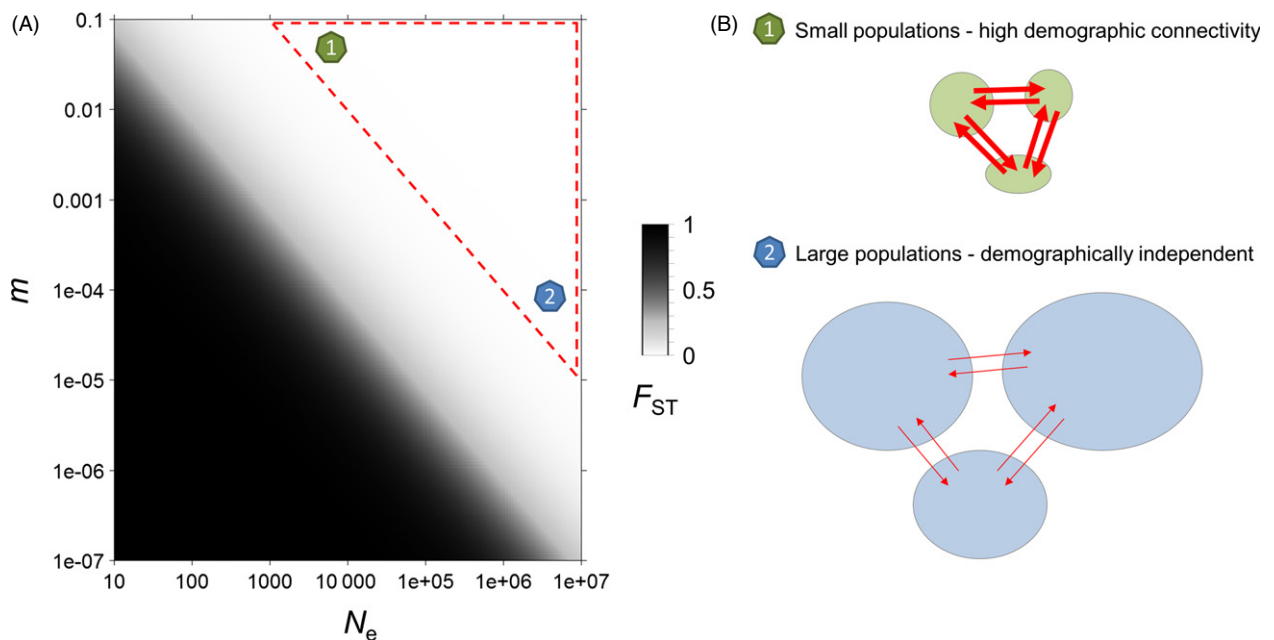 (A)
0.1
0.01
0.001
1e-04
1e-05
1e-06
1e-07
m
10
100
1000
10 000
1e+05
1e+06
1e+07
Ne
1
2
1
0.5
0
FST
(B)
1 Small populations - high demographic connectivity
2 Large populations - demographically independent